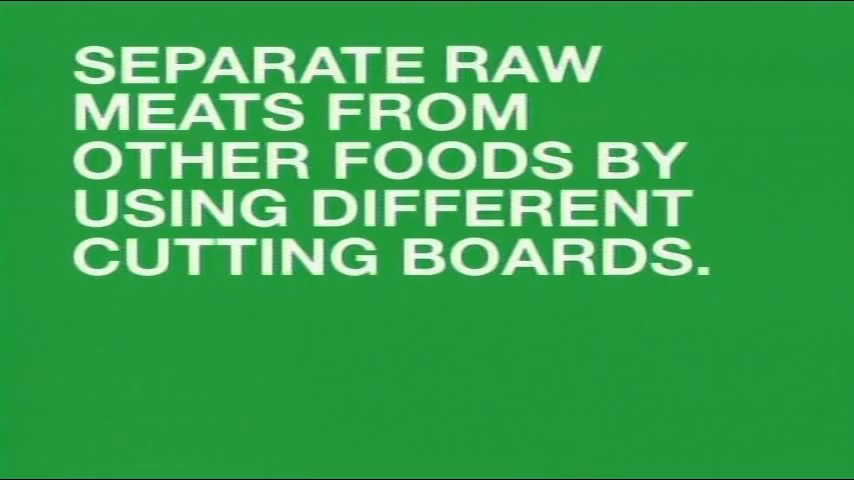 SEPARATE RAW
MEATS FROM
OTHER FOODS BY
USING DIFFERENT
CUTTING BOARDS.